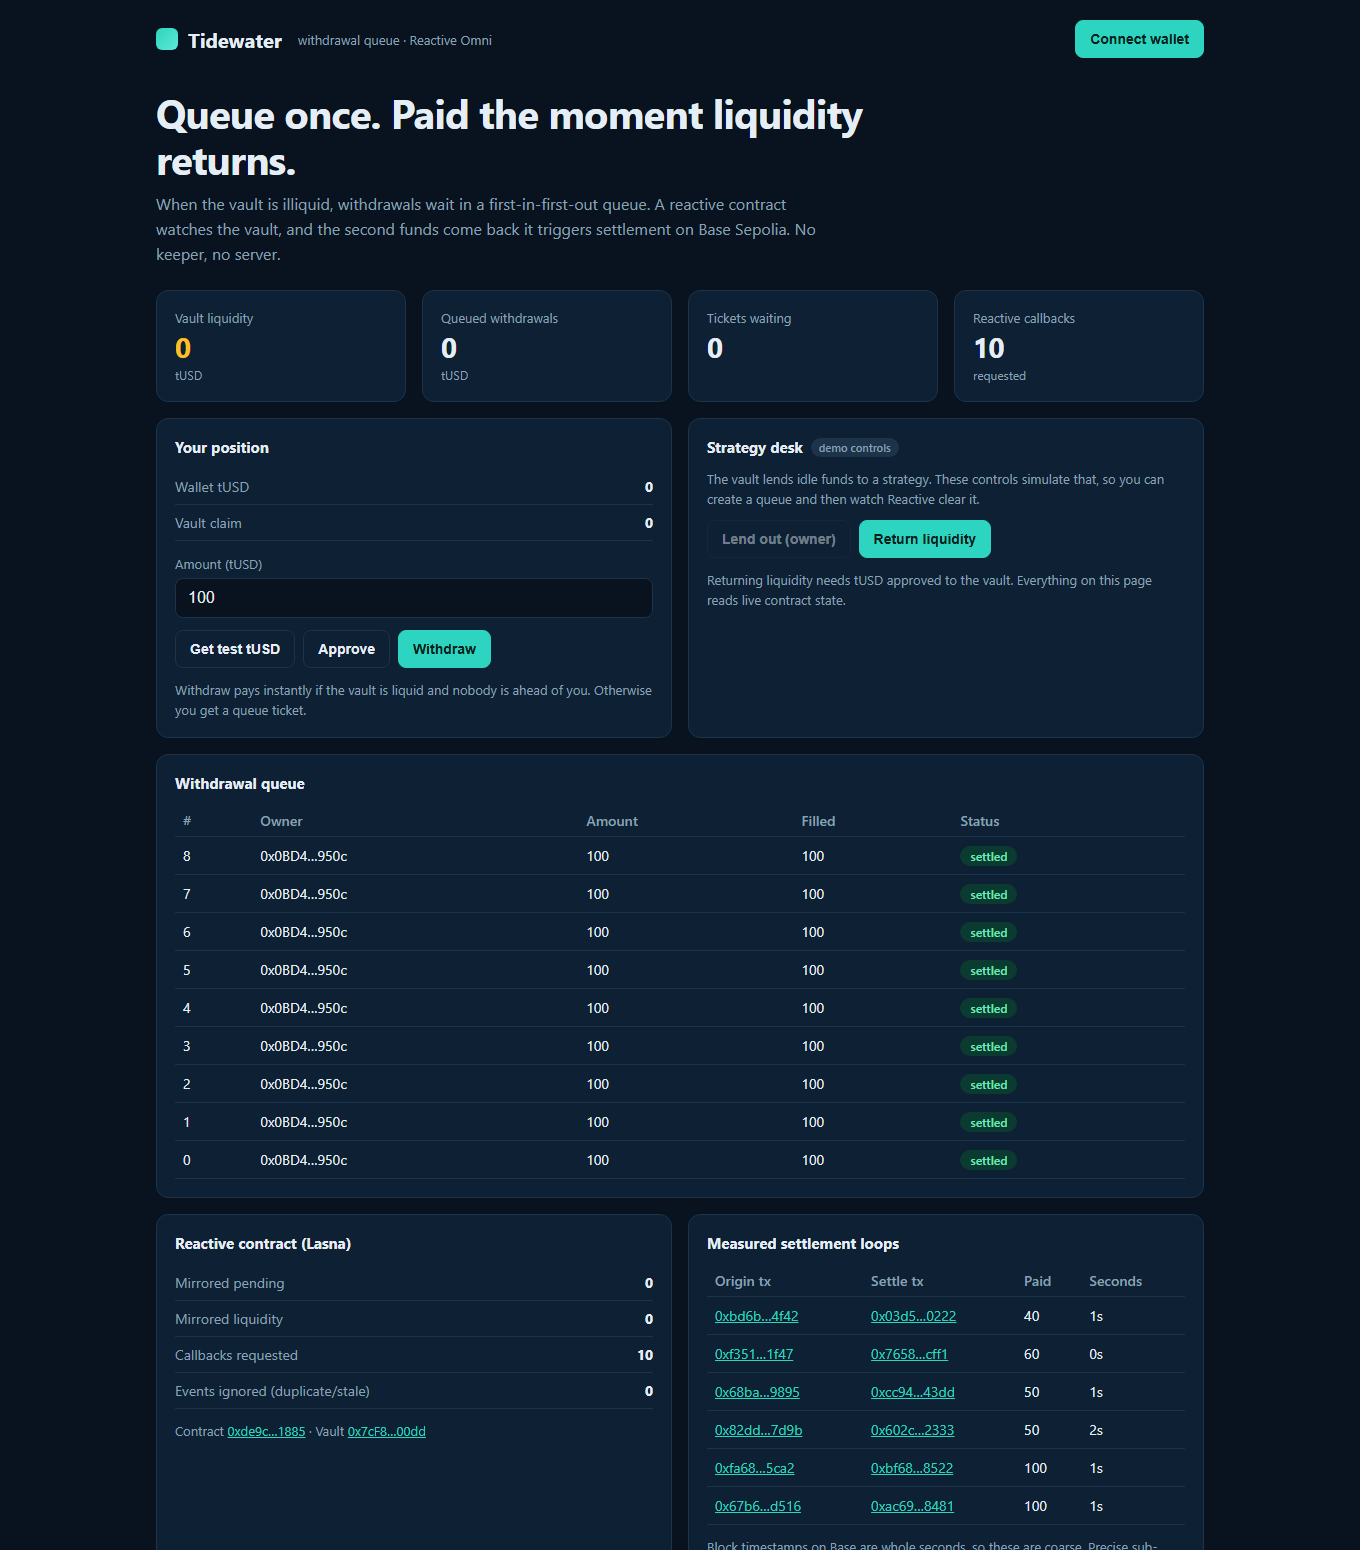 Tidewater withdrawal queue · Reactive Omni
Connect wallet
Queue once. Paid the moment liquidity
returns.
When the vault is illiquid, withdrawals wait in a first-in-first-out queue. A reactive contract
watches the vault, and the second funds come back it triggers settlement on Base Sepolia. No
keeper, no server.
Vault liquidity
0
tUSD
Queued withdrawals
0
tUSD
Tickets waiting
0
Reactive callbacks
10
requested
Your position
Wallet tUSD 0
Vault claim 0
Amount (tUSD)
100
Get test tUSD Approve Withdraw
Withdraw pays instantly if the vault is liquid and nobody is ahead of you. Otherwise
you get a queue ticket.
Strategy desk demo controls
The vault lends idle funds to a strategy. These controls simulate that, so you can
create a queue and then watch Reactive clear it.
Lend out (owner) Return liquidity
Returning liquidity needs tUSD approved to the vault. Everything on this page
reads live contract state.
Withdrawal queue
# Owner Amount Filled Status
8 0x0BD4…950c 100 100 settled
7 0x0BD4…950c 100 100 settled
6 0x0BD4…950c 100 100 settled
5 0x0BD4…950c 100 100 settled
4 0x0BD4…950c 100 100 settled
3 0x0BD4…950c 100 100 settled
2 0x0BD4…950c 100 100 settled
1 0x0BD4…950c 100 100 settled
0 0x0BD4…950c 100 100 settled
Reactive contract (Lasna)
Mirrored pending 0
Mirrored liquidity 0
Callbacks requested 10
Events ignored (duplicate/stale) 0
Contract 0xde9c…1885 · Vault 0x7cF8…00dd
Measured settlement loops
Origin tx Settle tx Paid Seconds
0xbd6b…4f42 0x03d5…0222 40 1s
0xf351…1f47 0x7658…cff1 60 0s
0x68ba…9895 0xcc94…43dd 50 1s
0x82dd…7d9b 0x602c…2333 50 2s
0xfa68…5ca2 0xbf68…8522 100 1s
0x67b6…d516 0xac69…8481 100 1s
Block timestamps on Base are whole seconds, so these are coarse. Precise sub-